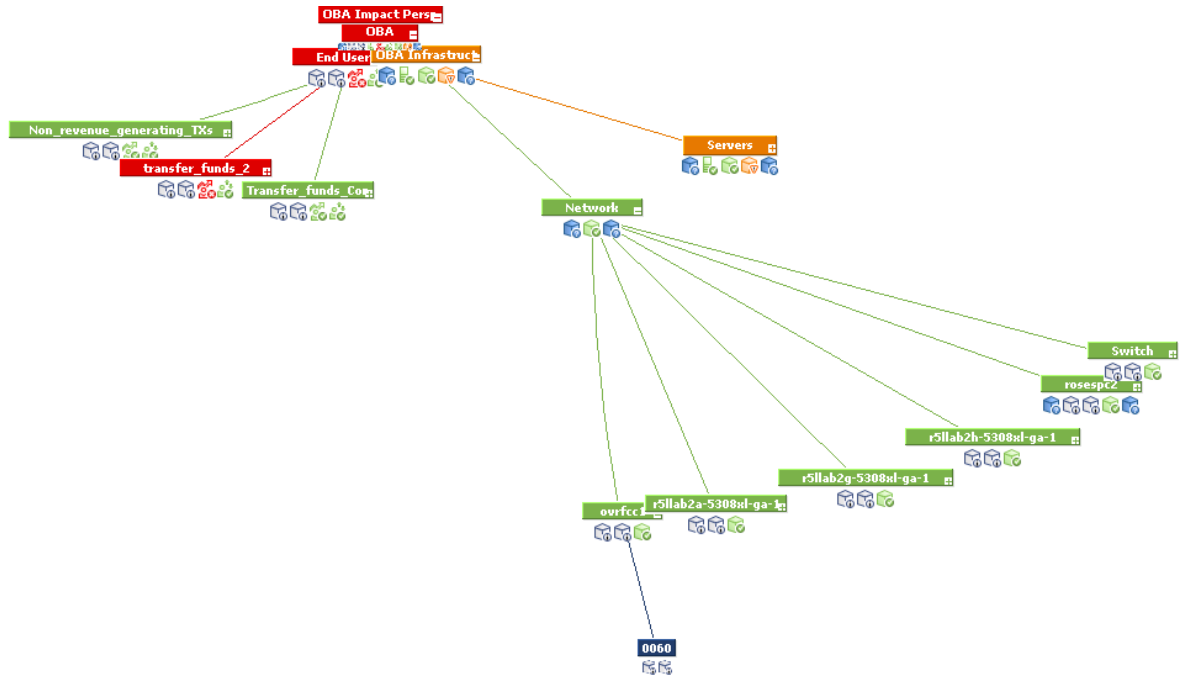 OBA Impact Pers
OBA
End User
OBA Infrastruct
Non_revenue_generating_TXs
transfer_funds_2
Transfer_funds_Con
Servers
Network
Switch
rosespc2
r5llab2h-5308xl-ga-1
r5llab2g-5308xl-ga-1
r5llab2a-5308xl-ga-1
ovrfcc1
0060